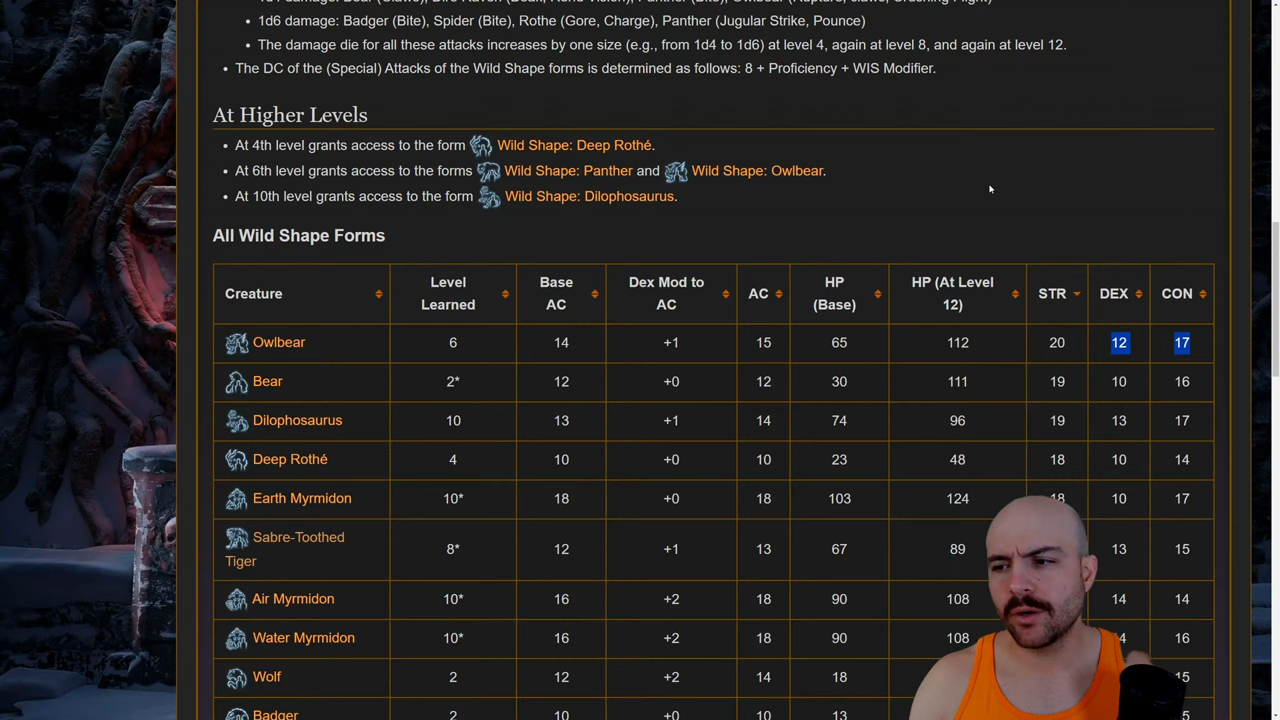 1d6 damage: Badger (Bite), Spider (Bite), Rothe (Gore, Charge), Panther (Jugular Strike, Pounce)
The damage die for all these attacks increases by one size (e.g., from 1d4 to 1d6) at level 4, again at level 8, and again at level 12.
The DC of the (Special) Attacks of the Wild Shape forms is determined as follows: 8 + Proficiency + WIS Modifier.
At Higher Levels
At 4th level grants access to the form Wild Shape: Deep Rothé.
At 6th level grants access to the forms Wild Shape: Panther and Wild Shape: Owlbear.
At 10th level grants access to the form Wild Shape: Dilophosaurus.
All Wild Shape Forms
Creature Level Learned Base AC Dex Mod to AC AC HP (Base) HP (At Level 12) STR DEX CON
Owlbear 6 14 +1 15 65 112 20 12 17
Bear 2* 12 +0 12 30 111 19 10 16
Dilophosaurus 10 13 +1 14 74 96 19 13 17
Deep Rothé 4 10 +0 10 23 48 18 10 14
Earth Myrmidon 10* 18 +0 18 103 124 18 10 17
Sabre-Toothed Tiger 8* 12 +1 13 67 89 13 15
Air Myrmidon 10* 16 +2 18 90 108 14 14
Water Myrmidon 10* 16 +2 18 90 108 16
Wolf 2 12 +2 14 18
Badger 2 10 +0 10 13